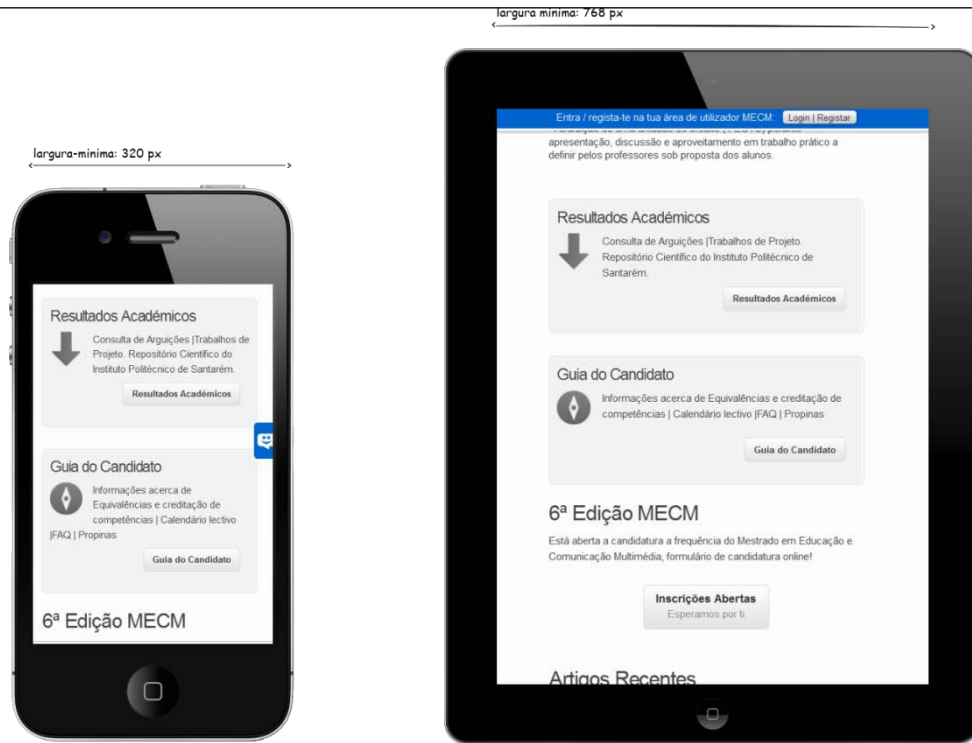 largura-minima: 320 px
Resultados Académicos
Consulta de Arguições |Trabalhos de
Projeto. Repositório Científico do
Instituto Politécnico de Santarém.
Resultados Académicos
Guia do Candidato
Informações acerca de
Equivalências e creditação de
competências | Calendário lectivo
|FAQ | Propinas
Guia do Candidato
6ª Edição MECM
largura minima: 768 px
Entra / regista-te na tua área de utilizador MECM:
Login | Registar
apresentação, discussão e aproveitamento em trabalho prático a
definir pelos professores sob proposta dos alunos.
Resultados Académicos
Consulta de Arguições |Trabalhos de Projeto.
Repositório Científico do Instituto Politécnico de
Santarém.
Resultados Académicos
Guia do Candidato
Informações acerca de Equivalências e creditação de
competências | Calendário lectivo |FAQ | Propinas
Guia do Candidato
6ª Edição MECM
Está aberta a candidatura a frequência do Mestrado em Educação e
Comunicação Multimédia, formulário de candidatura online!
Inscrições Abertas
Esperamos por ti
Artigos Recentes